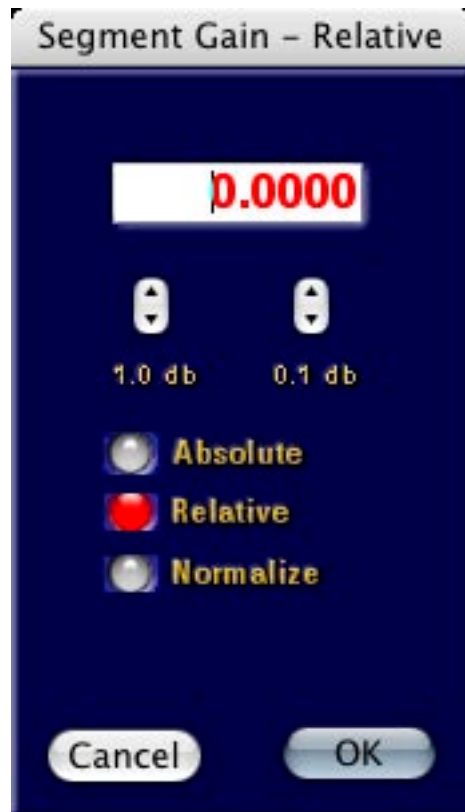 Segment Gain – Relative
0.0000
1.0 db 0.1 db
Absolute
Relative
Normalize
Cancel OK